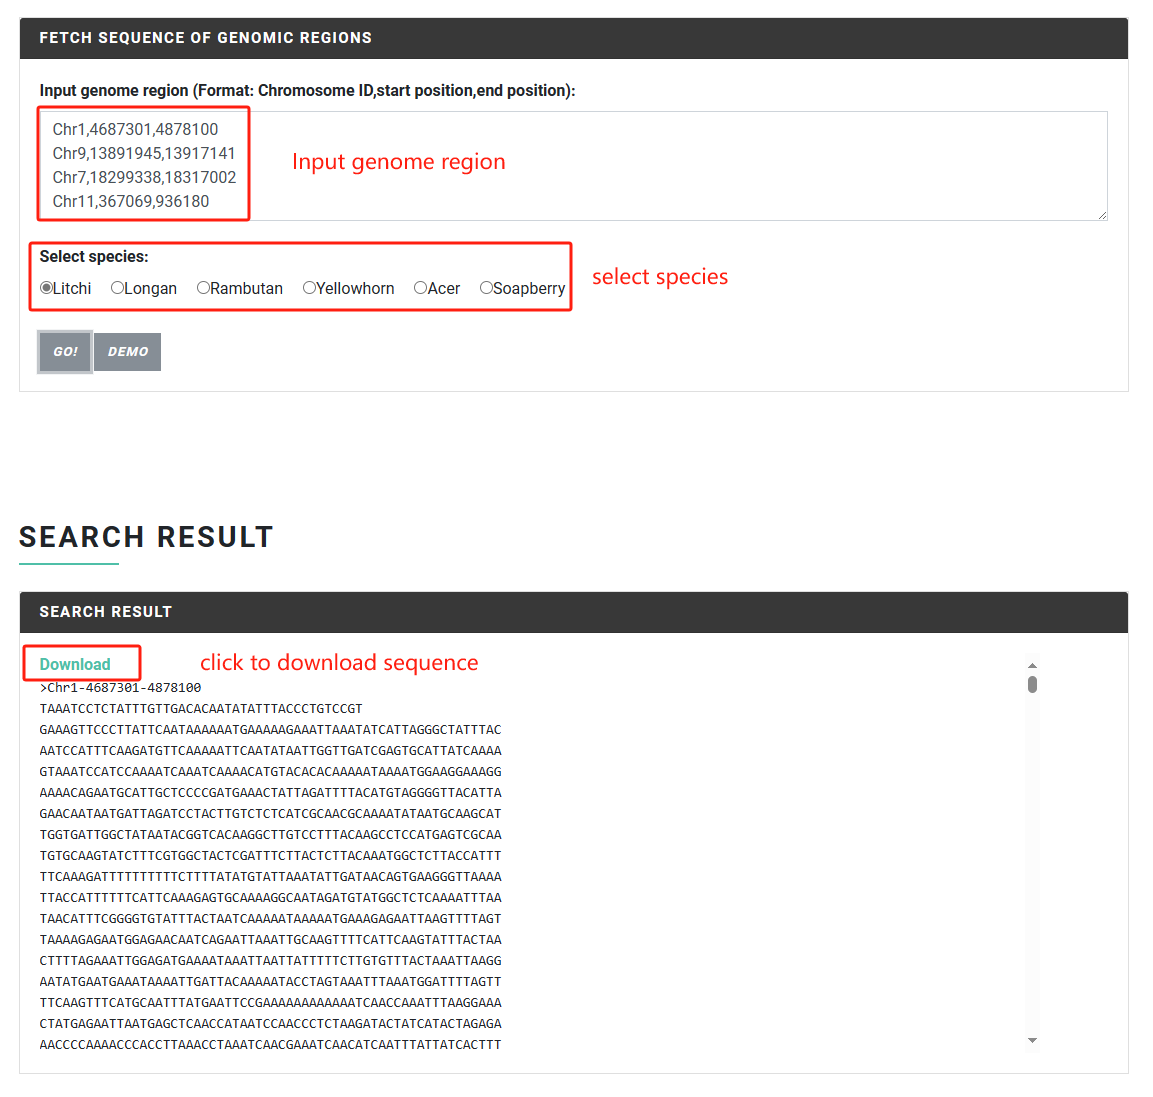 FETCH SEQUENCE OF GENOMIC REGIONS
Input genome region (Format: Chromosome ID,start position,end position):
Chr1,4687301,4878100
Chr9,13891945,13917141
Chr7,18299338,18317002
Chr11,367069,936180
Input genome region
Select species:
Litchi Longan Rambutan Yellowhorn Acer Soapberry
select species
GO! DEMO
SEARCH RESULT
SEARCH RESULT
Download
click to download sequence
>Chr1-4687301-4878100
TAAATCCTCTATTTGTTGACACAATATATTTACCCTGTCCGT
GAAAGTTCCCTTATTCAATAAAAAATGAAAAAGAAATTAAATATCATTAGGGCTATTTAC
AATCCATTTCAAGATGTTCAAAAATTCAATATAATTGGTTGATCGAGTGCATTATCAAAA
GTAAATCCATCCAAAATCAAATCAAAACATGTACACACAAAAATAAAATGGAAGGAAAGG
AAAACAGAATGCATTGCTCCCCGATGAAACTATTAGATTTTACATGTAGGGGTTACATTA
GAACAATAATGATTAGATCCTACTTGTCTCTCATCGCAACGCAAAATATAATGCAAGCAT
TGGTGATTGGCTATAATACGGTCACAAGGCTTGTCCTTTACAAGCCTCCATGAGTCGCAA
TGTGCAAGTATCTTTCGTGGCTACTCGATTTCTTACTCTTACAAATGGCTCTTACCATTT
TTCAAAGATTTTTTTTTTCTTTTATATGTATTAAATATTGATAACAGTGAAGGGTTAAAA
TTACCATTTTTTCATTCAAAGAGTGCAAAAGGCAATAGATGTATGGCTCTCAAAATTTAA
TAACATTTCGGGGTGTATTTACTAATCAAAAATAAAAATGAAAGAGAATTAAGTTTTAGT
TAAAAGAGAATGGAGAACAATCAGAATTAAATTGCAAGTTTTCATTCAAGTATTTACTAA
CTTTTAGAAATTGGAGATGAAAATAAATTAATTATTTTTCTTGTGTTTACTAAATTAAGG
AATATGAATGAAATAAAATTGATTACAAAAATACCTAGTAAATTTAAATGGATTTTAGTT
TTCAAGTTTCATGCAATTTATGAATTCCGAAAAAAAAAAAATCAACCAAATTTAAGGAAA
CTATGAGAATTAATGAGCTCAACCATAATCCAACCCTCTAAGATACTATCATACTAGAGA
AACCCCAAAACCCACCTTAAACCTAAATCAACGAAATCAACATCAATTTATTATCACTTT